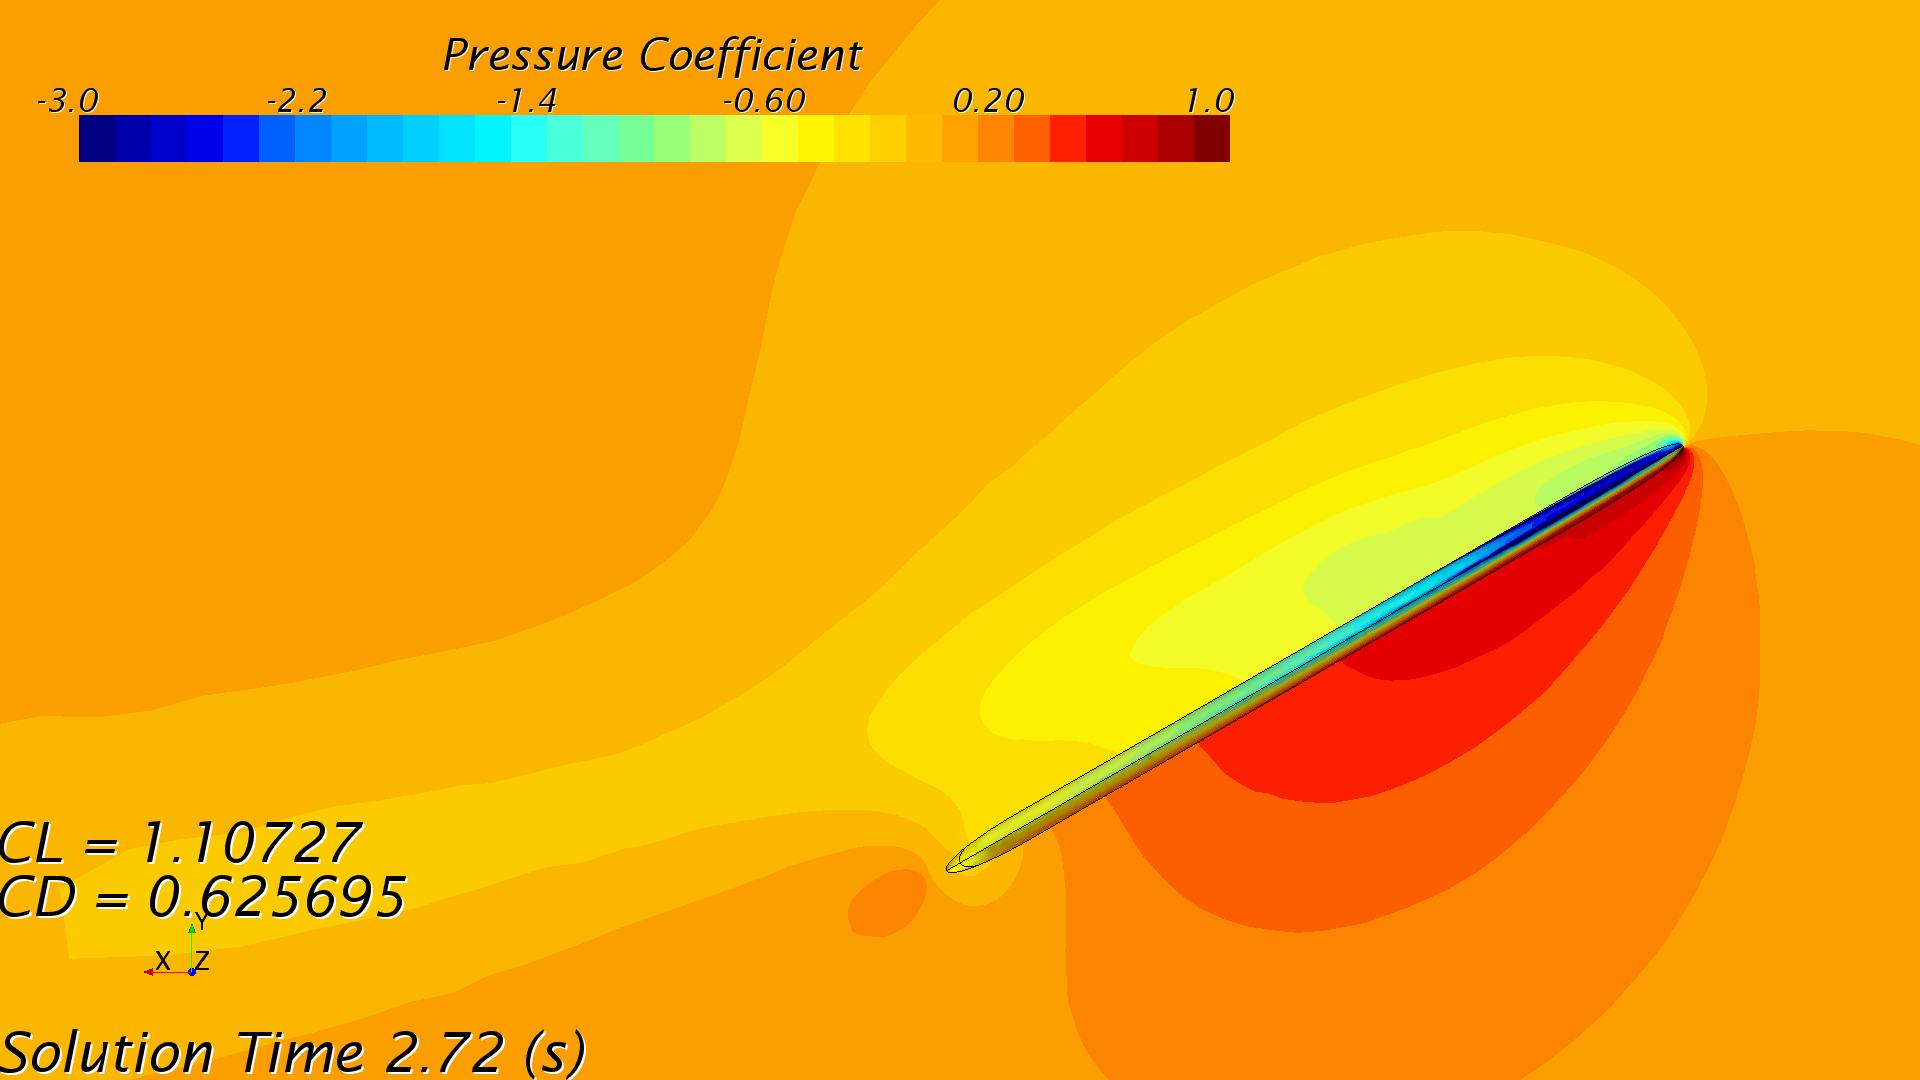 Pressure Coefficient
-3.0 -2.2 -1.4 -0.60 0.20 1.0
CL = 1.10727
CD = 0.625695
Y
X Z
Solution Time 2.72 (s)